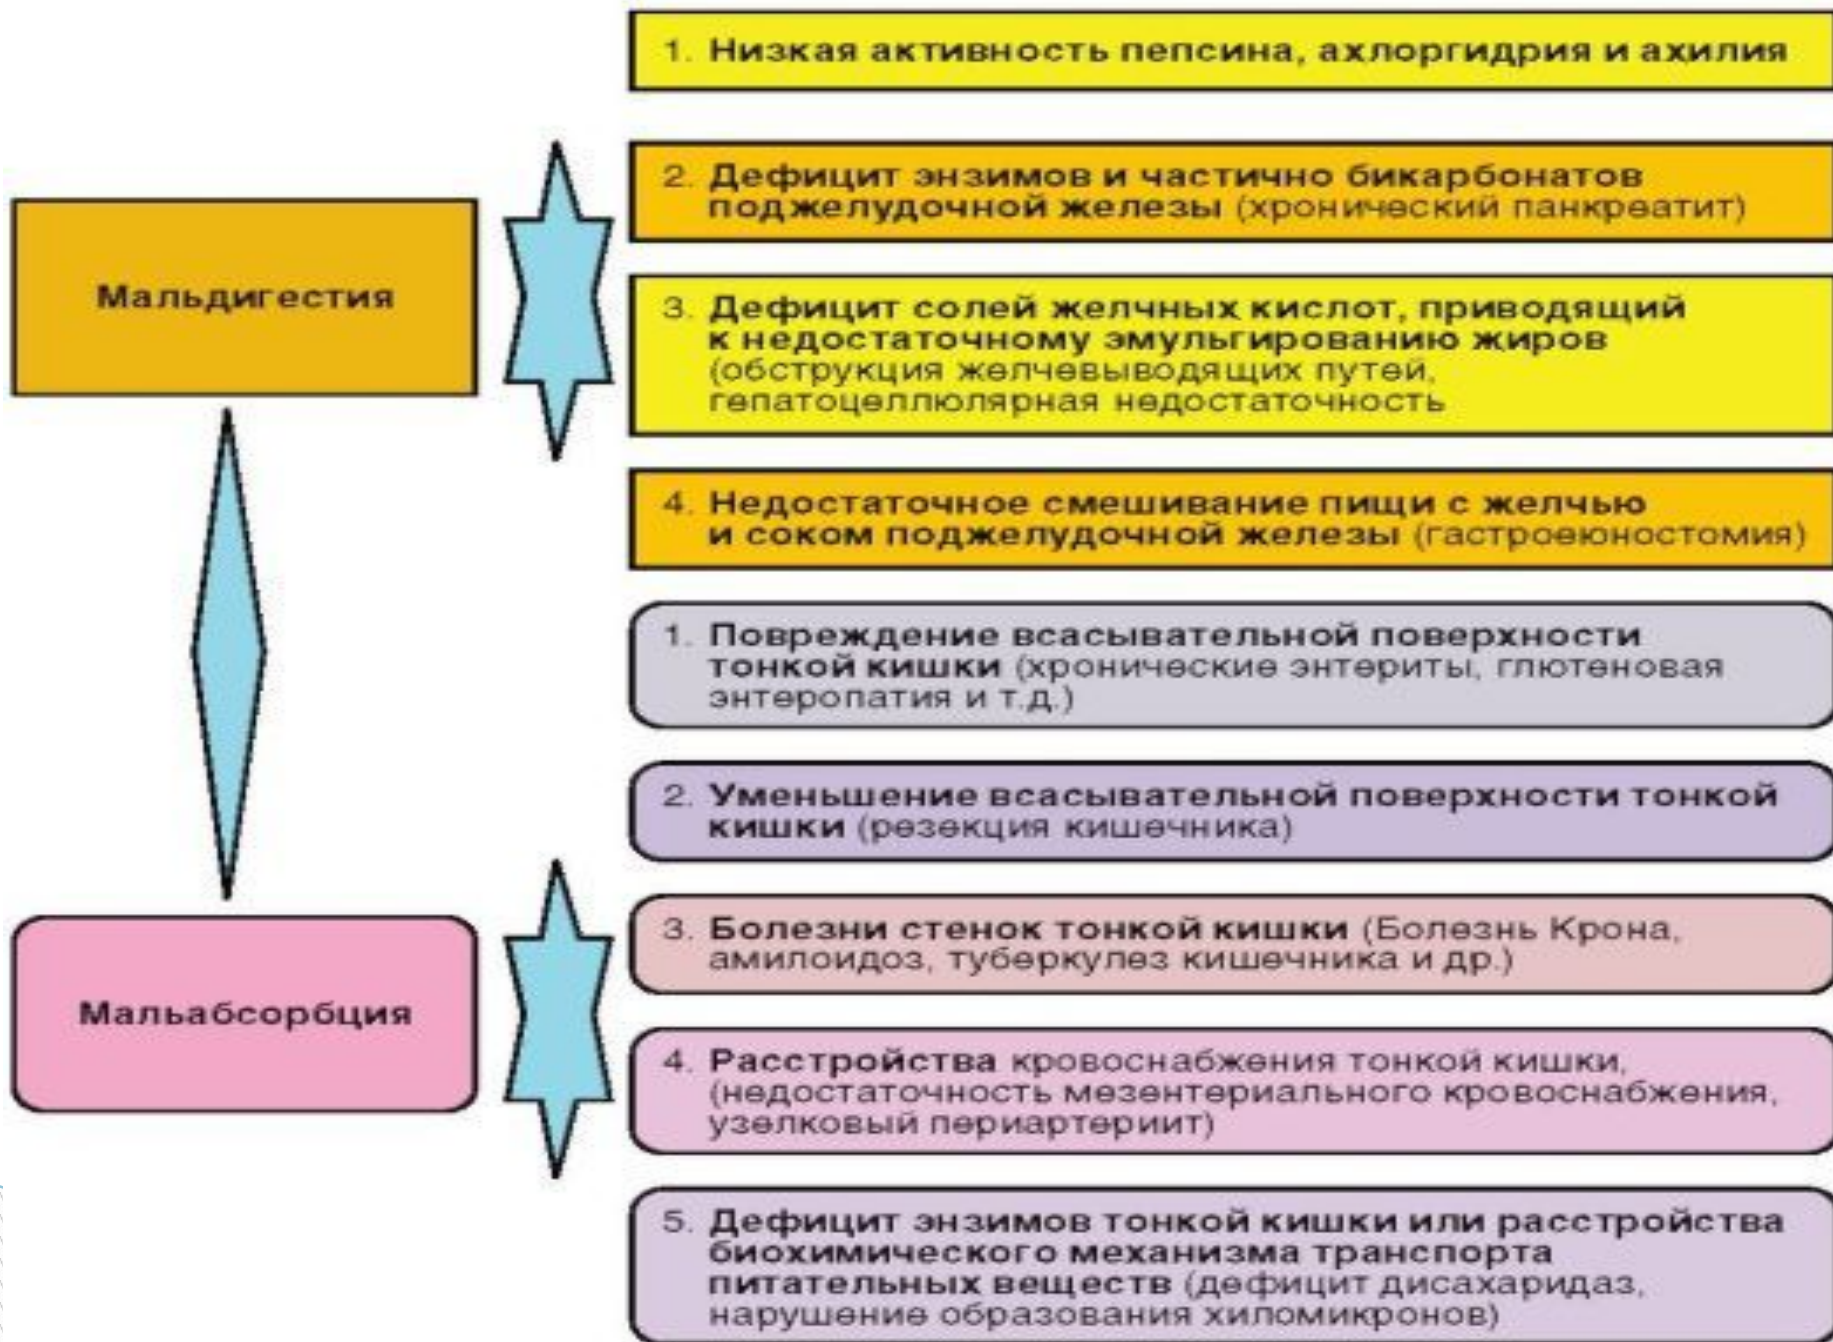 Мальдигестия
1. Низкая активность пепсина, ахлоргидрия и ахилия
2. Дефицит энзимов и частично бикарбонатов
поджелудочной железы (хронический панкреатит)
3. Дефицит солей желчных кислот, приводящий
к недостаточному эмульгированию жиров
(обструкция желчевыводящих путей,
гепатоцеллюлярная недостаточность
4. Недостаточное смешивание пищи с желчью
и соком поджелудочной железы (гастроеюностомия)
Мальабсорбция
1. Повреждение всасывательной поверхности
тонкой кишки (хронические энтериты, глютеновая
энтеропатия и т.д.)
2. Уменьшение всасывательной поверхности тонкой
кишки (резекция кишечника)
3. Болезни стенок тонкой кишки (Болезнь Крона,
амилоидоз, туберкулез кишечника и др.)
4. Расстройства кровоснабжения тонкой кишки,
(недостаточность мезентериального кровоснабжения,
узелковый периартериит)
5. Дефицит энзимов тонкой кишки или расстройства
биохимического механизма транспорта
питательных веществ (дефицит дисахаридаз,
нарушение образования хиломикронов)